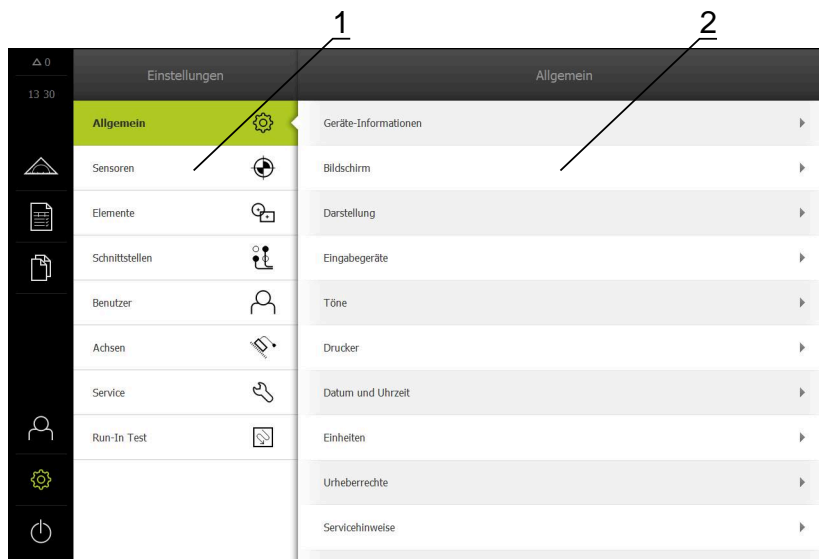 1
2
0
13 30
Einstellungen
Allgemein
Allgemein
Sensoren
Elemente
Schnittstellen
Benutzer
Achsen
Service
Run-In Test
Geräte-Informationen
Bildschirm
Darstellung
Eingabegeräte
Töne
Drucker
Datum und Uhrzeit
Einheiten
Urheberrechte
Servicehinweise